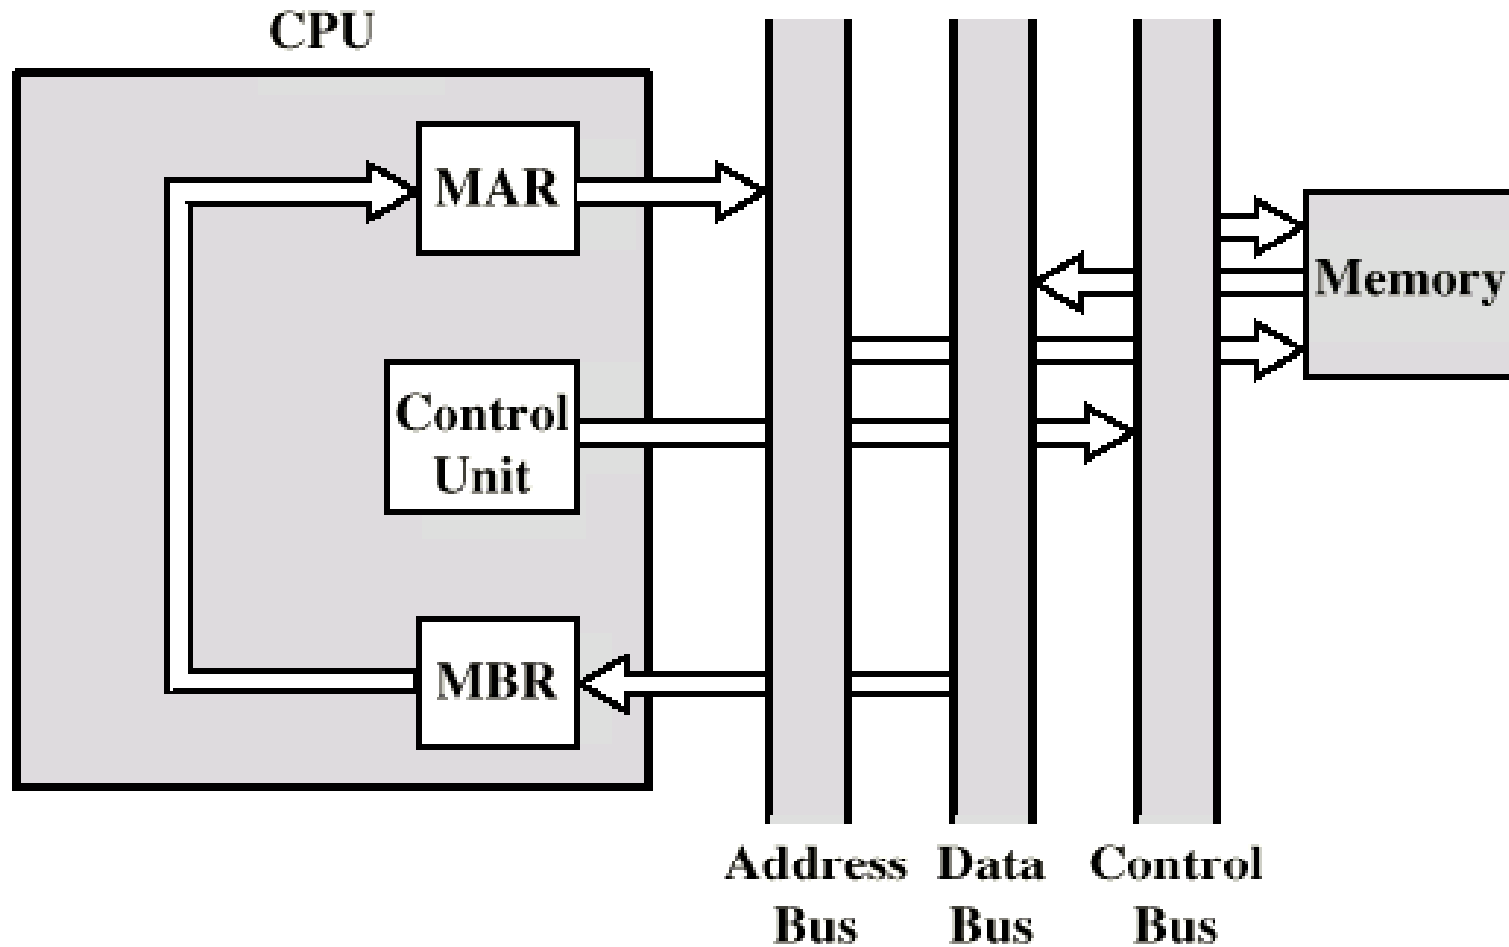 CPU
MAR
Memory
Control
Unit
MBR
Address
Bus
Data
Bus
Control
Bus